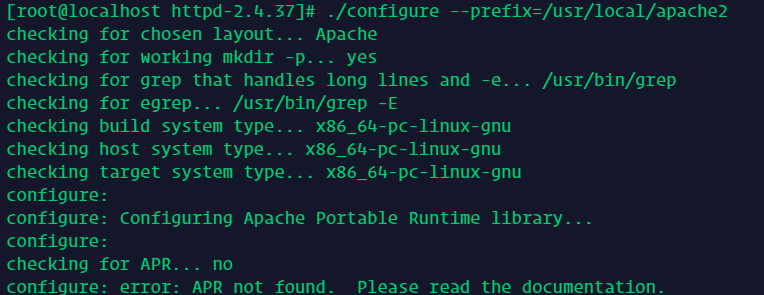 [root@localhost httpd-2.4.37]# ./configure --prefix=/usr/local/apache2
checking for chosen layout... Apache
checking for working mkdir -p... yes
checking for grep that handles long lines and -e... /usr/bin/grep
checking for egrep... /usr/bin/grep -E
checking build system type... x86_64-pc-linux-gnu
checking host system type... x86_64-pc-linux-gnu
checking target system type... x86_64-pc-linux-gnu
configure:
configure: Configuring Apache Portable Runtime library...
configure:
checking for APR... no
configure: error: APR not found.  Please read the documentation.